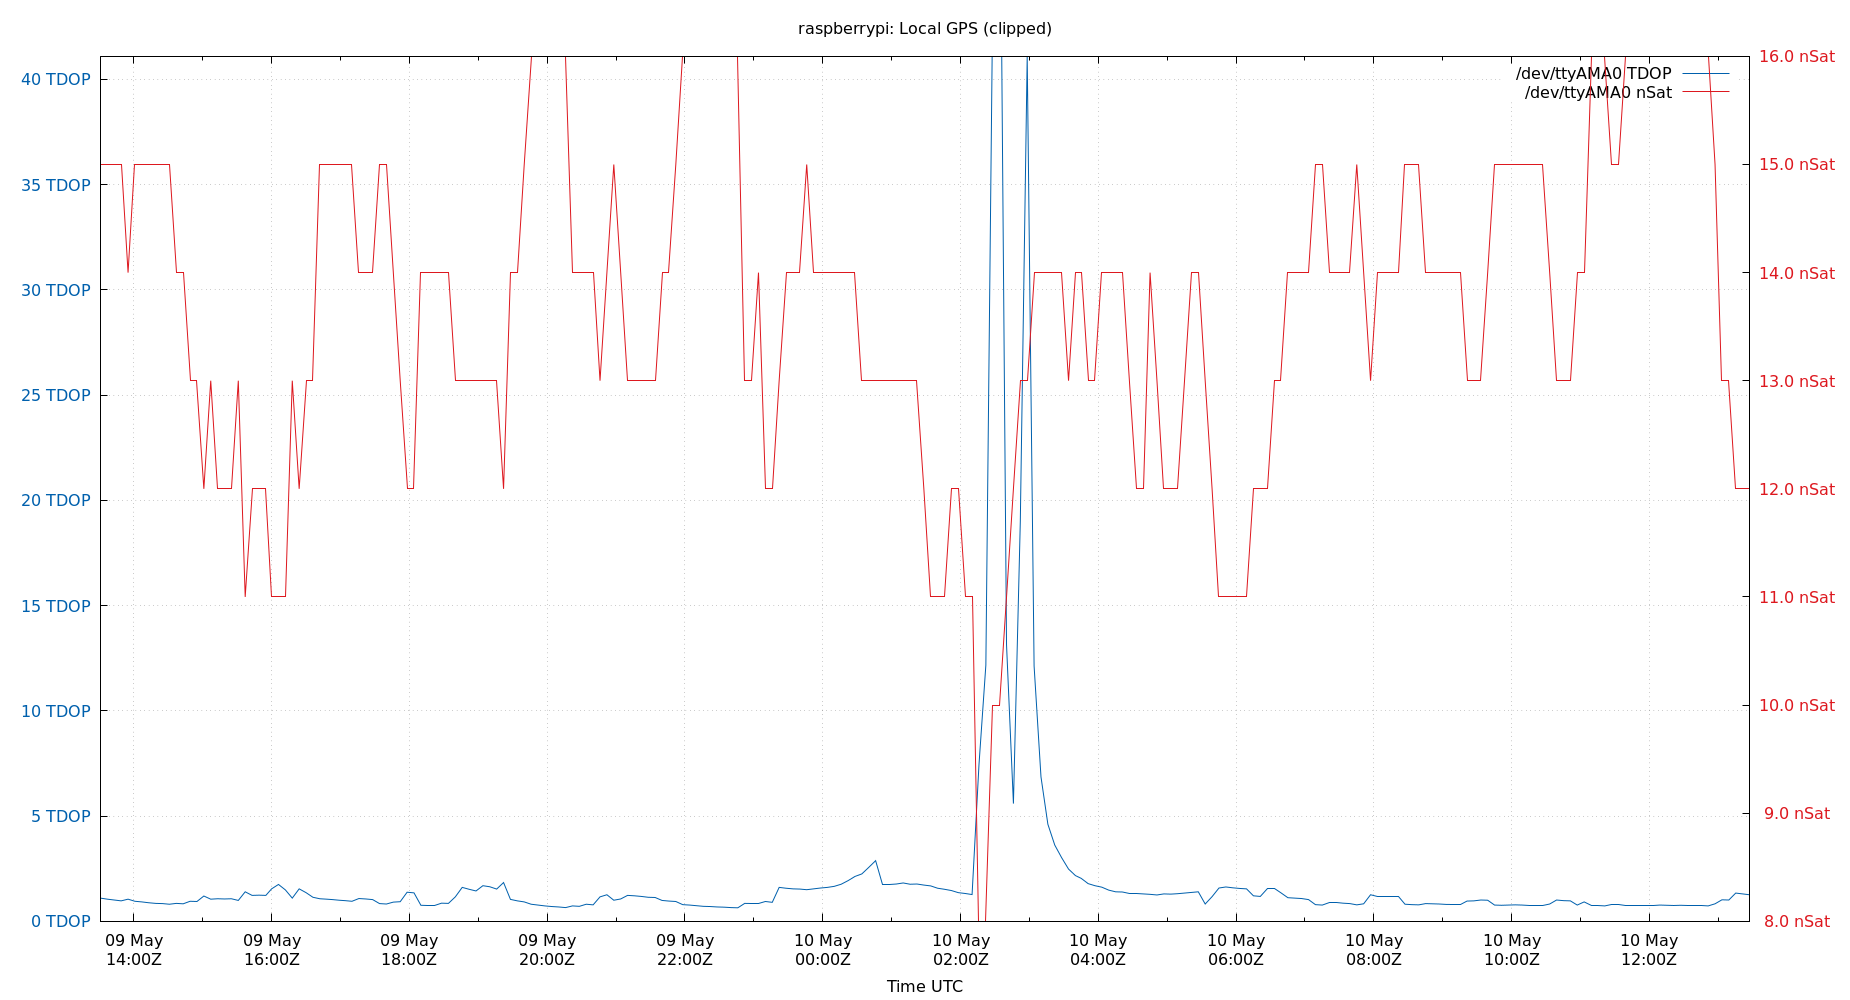 raspberrypi: Local GPS (clipped)
40 TDOP
35 TDOP
30 TDOP
25 TDOP
20 TDOP
15 TDOP
10 TDOP
5 TDOP
0 TDOP
16.0 nSat
15.0 nSat
14.0 nSat
13.0 nSat
12.0 nSat
11.0 nSat
10.0 nSat
9.0 nSat
8.0 nSat
/dev/ttyAMA0 TDOP
/dev/ttyAMA0 nSat
09 May
14:00Z
09 May
16:00Z
09 May
18:00Z
09 May
20:00Z
09 May
22:00Z
10 May
00:00Z
10 May
02:00Z
10 May
04:00Z
10 May
06:00Z
10 May
08:00Z
10 May
10:00Z
10 May
12:00Z
Time UTC